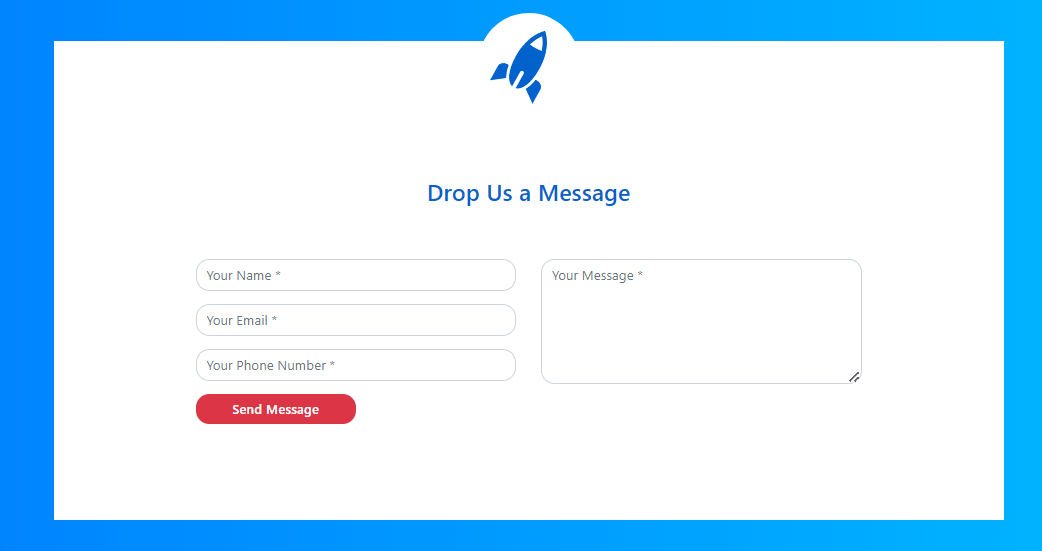 Drop Us a Message
Your Name *
Your Email *
Your Phone Number *
Send Message
Your Message *